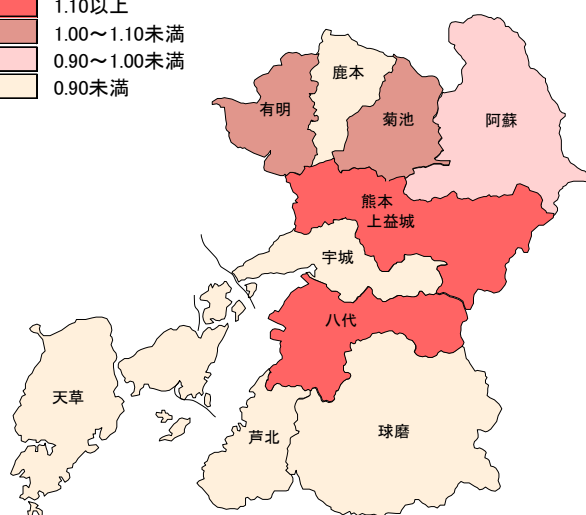 1.10以上
1.00～1.10未満
0.90～1.00未満
0.90未満
鹿本
有明
菊池
阿蘇
熊本
上益城
宇城
八代
天草
芦北
球磨